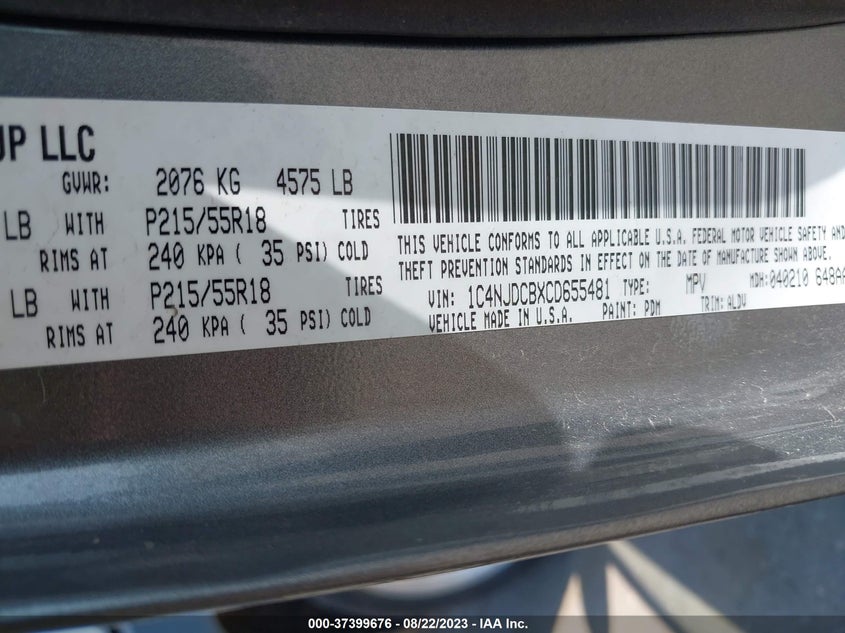 UP LLC
GVWR: 2076 KG 4575 LB
LB WITH P215/55R18 TIRES
RIMS AT 240 KPA ( 35 PSI) COLD
LB WITH P215/55R18 TIRES
RIMS AT 240 KPA ( 35 PSI) COLD
THIS VEHICLE CONFORMS TO ALL APPLICABLE U.S.A. FEDERAL MOTOR VEHICLE SAFETY AND
THEFT PREVENTION STANDARDS IN EFFECT ON THE DATE OF MANUFACTURE SHOWN ABOVE.
VIN: 1C4NJDCBXCD655481 TYPE: MPV MDH:040210 648AA
VEHICLE MADE IN U.S.A. PAINT: PDM TRIM: ALDV
000-37399676 - 08/22/2023 - IAA Inc.